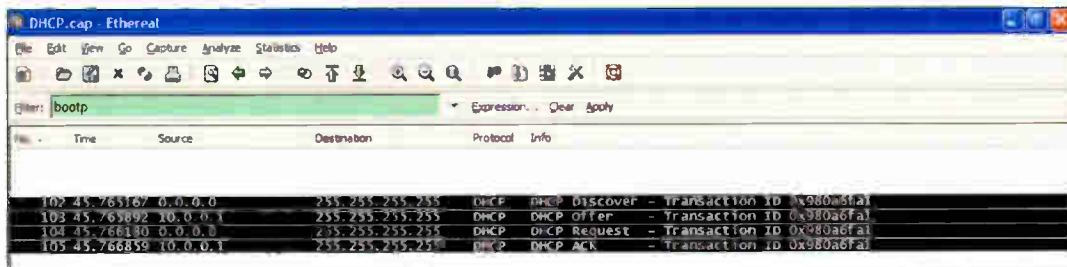 DHCP.cap - Ethereal
File Edit View Go Capture Analyze Statistics Help
Filter: bootp Expression... Clear Apply
No. - Time Source Destination Protocol Info
102 45.765167 0.0.0.0 255.255.255.255 DHCP DHCP Discover - Transaction ID 0x980a6fa1
103 45.765892 10.0.0.1 255.255.255.255 DHCP DHCP Offer - Transaction ID 0x980a6fa1
104 45.766180 0.0.0.0 255.255.255.255 DHCP DHCP Request - Transaction ID 0x980a6fa1
105 45.766859 10.0.0.1 255.255.255.255 DHCP DHCP ACK - Transaction ID 0x980a6fa1